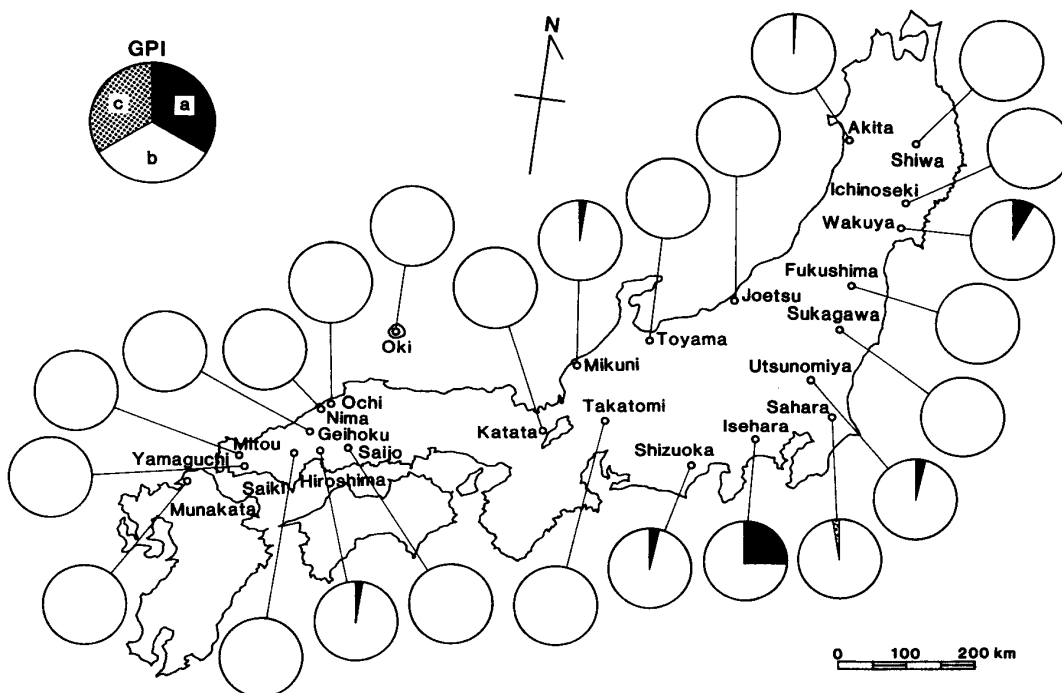 GPI
c
a
b
N
Akita
Shiwa
Ichinoseki
Wakuya
Fukushima
Joetsu
Sukagawa
Oki
Toyama
Mikuni
Utsunomiya
Ochi
Nima
Takatomi
Sahara
Isehara
Katata
Geihoku
Mitou
Saijo
Shizuoka
Yamaguchi
Saiki
Hiroshima
Munakata
0 100 200 km